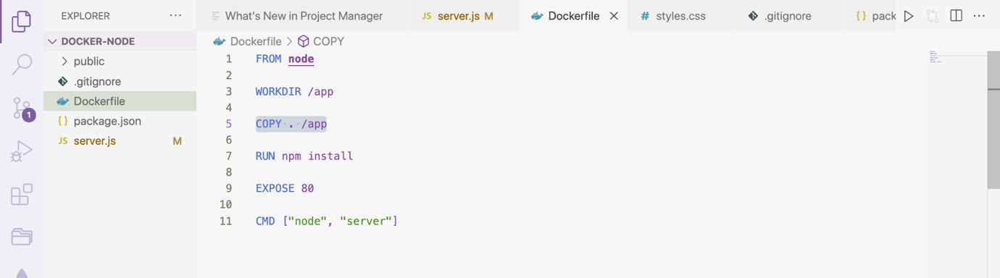 EXPLORER ···
What's New in Project Manager
JS server.js M
Dockerfile
# styles.css
.gitignore
{} pack
···
DOCKER-NODE
public
.gitignore
Dockerfile
{} package.json
JS server.js M
1
Dockerfile > COPY
1 FROM node
2
3 WORKDIR /app
4
5 COPY . /app
6
7 RUN npm install
8
9 EXPOSE 80
10
11 CMD ["node", "server"]